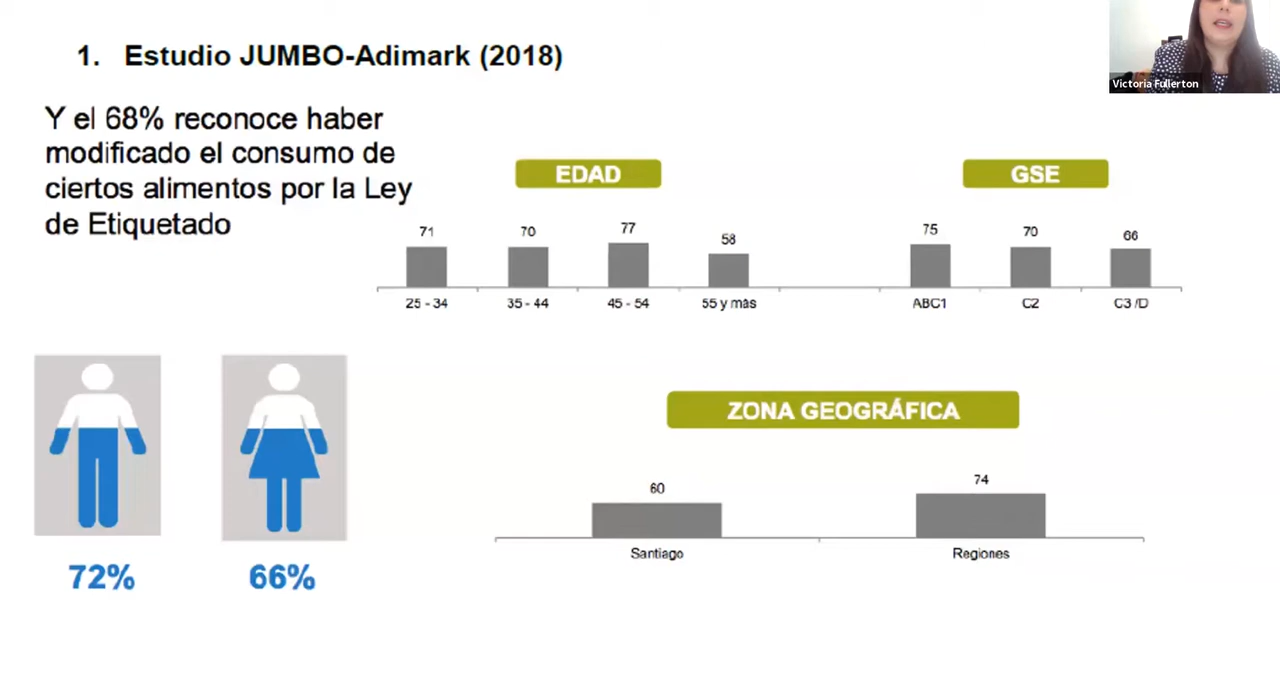 1. Estudio JUMBO-Adimark (2018)
Victoria Fullerton
Y el 68% reconoce haber
modificado el consumo de
ciertos alimentos por la Ley
de Etiquetado
EDAD
71 70 77 58
25 - 34 35 - 44 45 - 54 55 y más
GSE
75 70 66
ABC1 C2 C3 /D
72% 66%
ZONA GEOGRÁFICA
60 74
Santiago Regiones